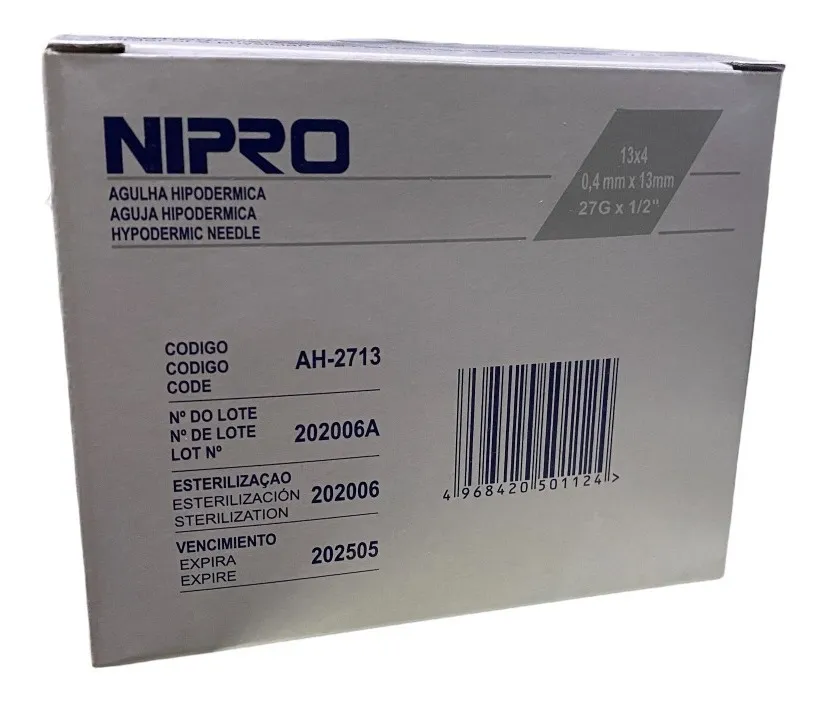 NIPRO
AGULHA HIPODERMICA
AGUJA HIPODERMICA
HYPODERMIC NEEDLE
13x4
0,4 mm x 13mm
27G x 1/2"
CODIGO
CODIGO
CODE
AH-2713
Nº DO LOTE
Nº DE LOTE
LOT Nº
202006A
ESTERILIZAÇAO
ESTERILIZACIÓN
STERILIZATION
202006
VENCIMIENTO
EXPIRA
EXPIRE
202505
4 968420 501124 >